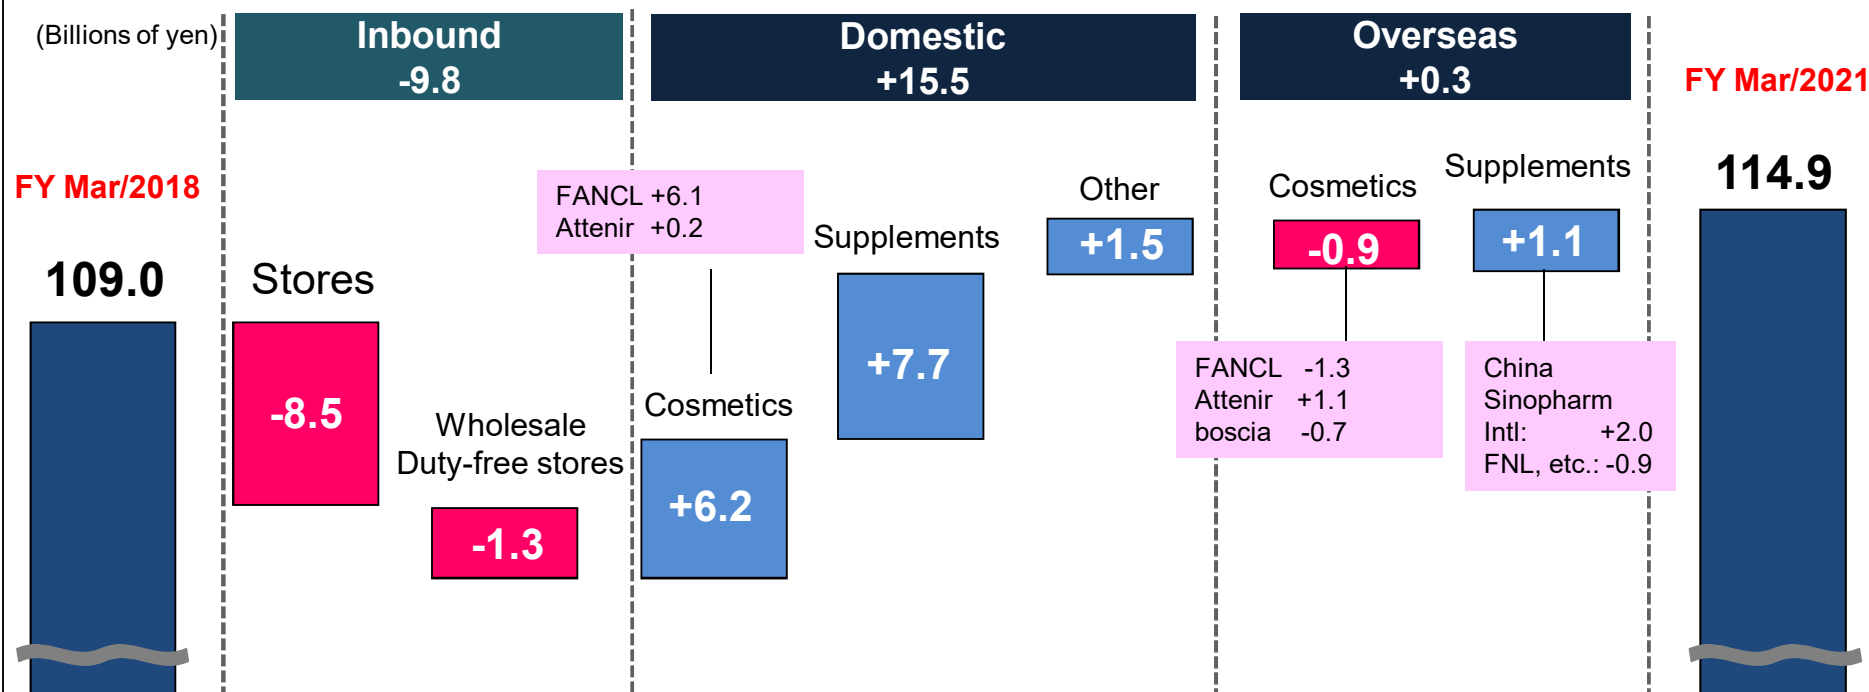 (Billions of yen)
Inbound
-9.8
Domestic
+15.5
Overseas
+0.3
FY Mar/2018
109.0
Stores
-8.5
Wholesale
Duty-free stores
-1.3
FANCL +6.1
Attenir +0.2
Cosmetics
+6.2
Supplements
+7.7
Other
+1.5
Cosmetics
-0.9
FANCL -1.3
Attenir +1.1
boscia -0.7
Supplements
+1.1
China
Sinopharm
Intl: +2.0
FNL, etc.: -0.9
FY Mar/2021
114.9